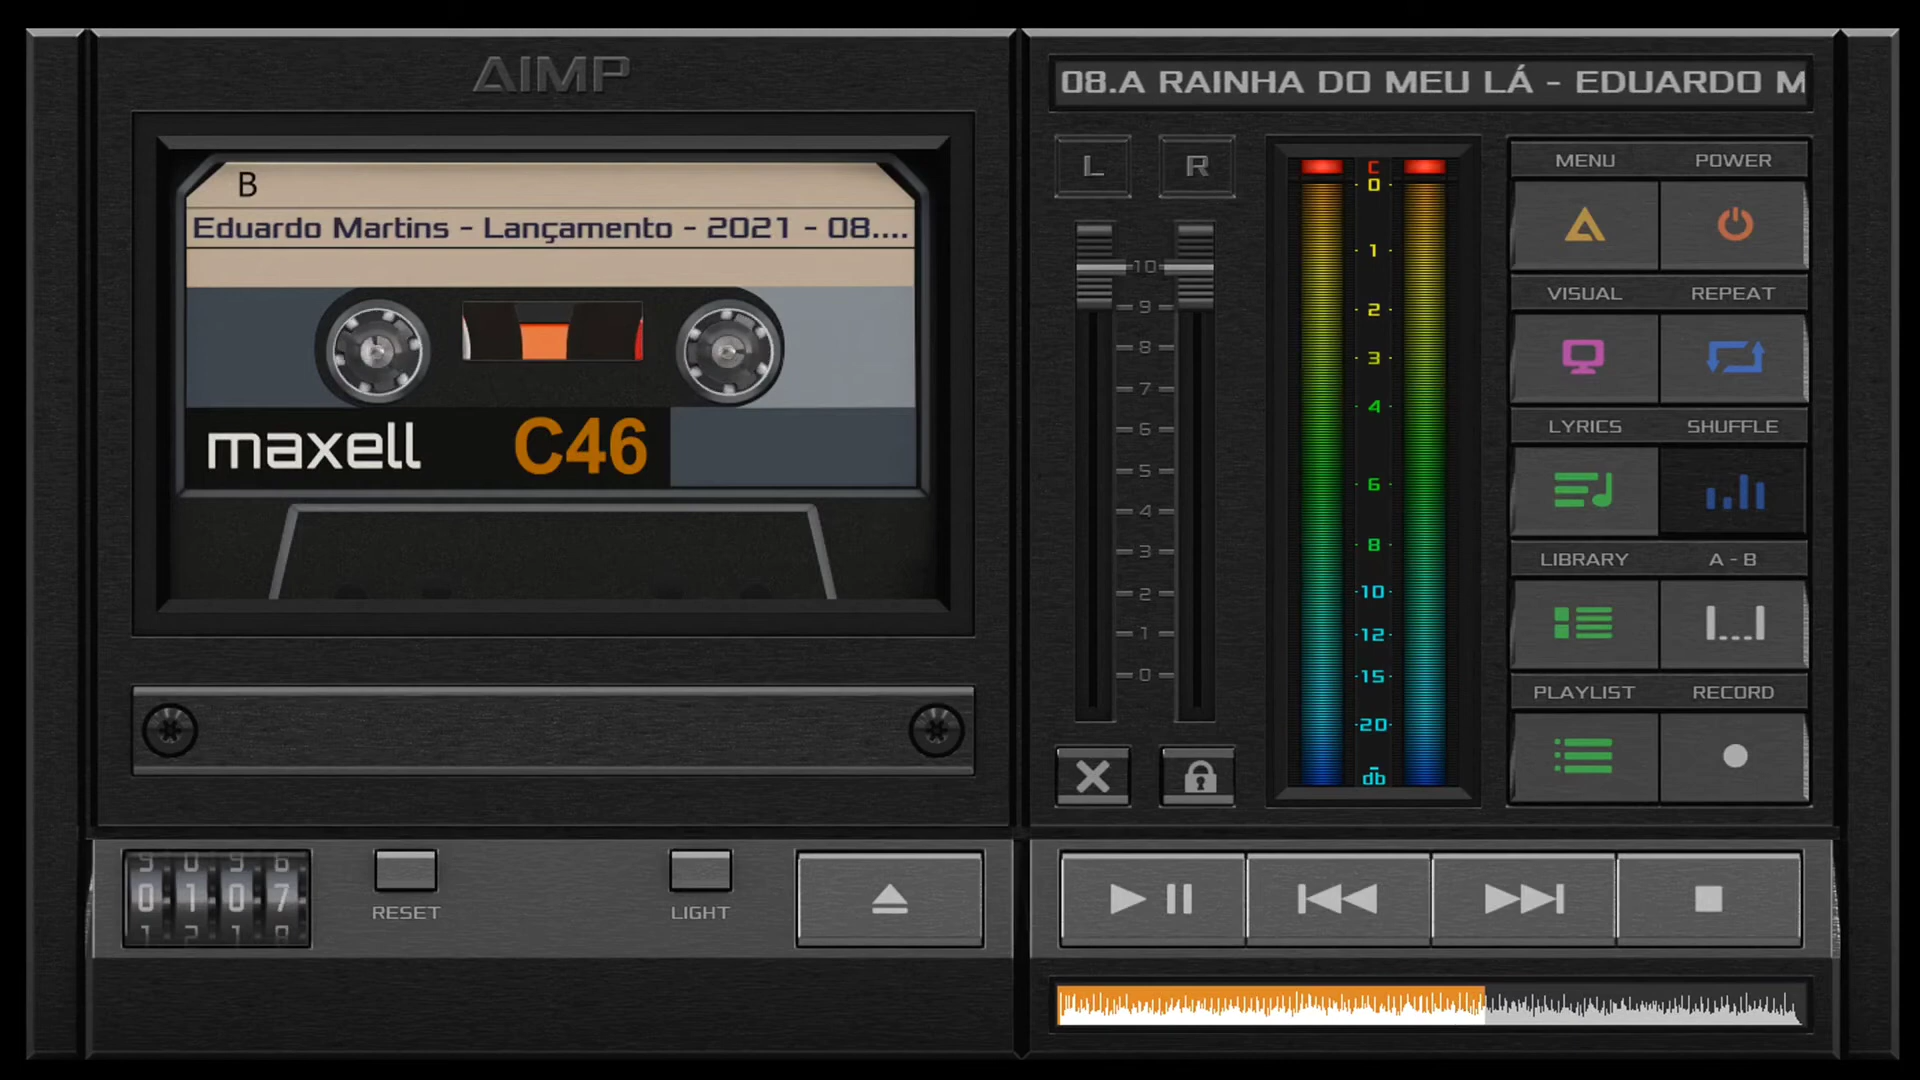 AIMP
B
Eduardo Martins - Lançamento - 2021 - 08....
maxell C46
0107
RESET
LIGHT
08.A RAINHA DO MEU LÁ - EDUARDO M
L R
10
9
8
7
6
5
4
3
2
1
0
C
0
1
2
3
4
6
8
10
12
15
20
db
MENU POWER
VISUAL REPEAT
LYRICS SHUFFLE
LIBRARY A - B
PLAYLIST RECORD